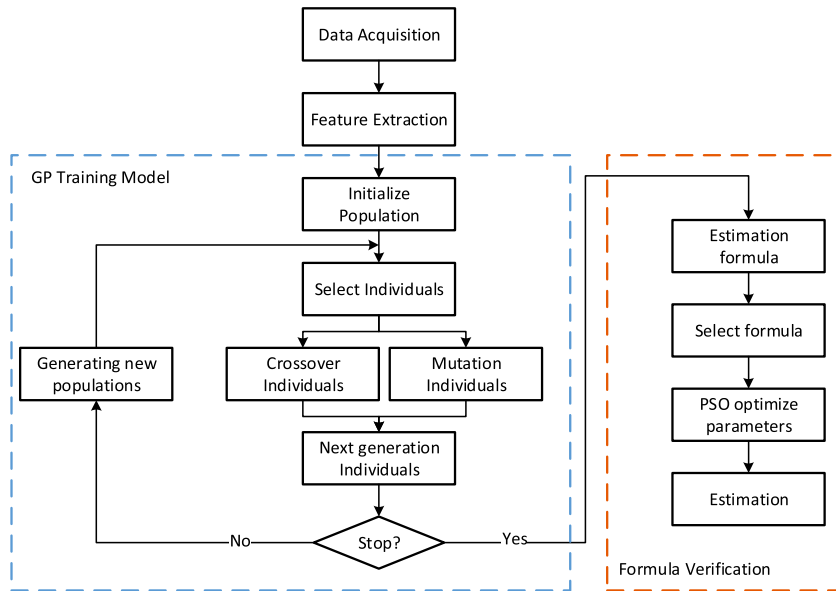 Data Acquisition
Feature Extraction
GP Training Model
Initialize
Population
Select Individuals
Generating new
populations
Crossover
Individuals
Mutation
Individuals
Next generation
Individuals
Stop?
No
Yes
Estimation
formula
Select formula
PSO optimize
parameters
Estimation
Formula Verification